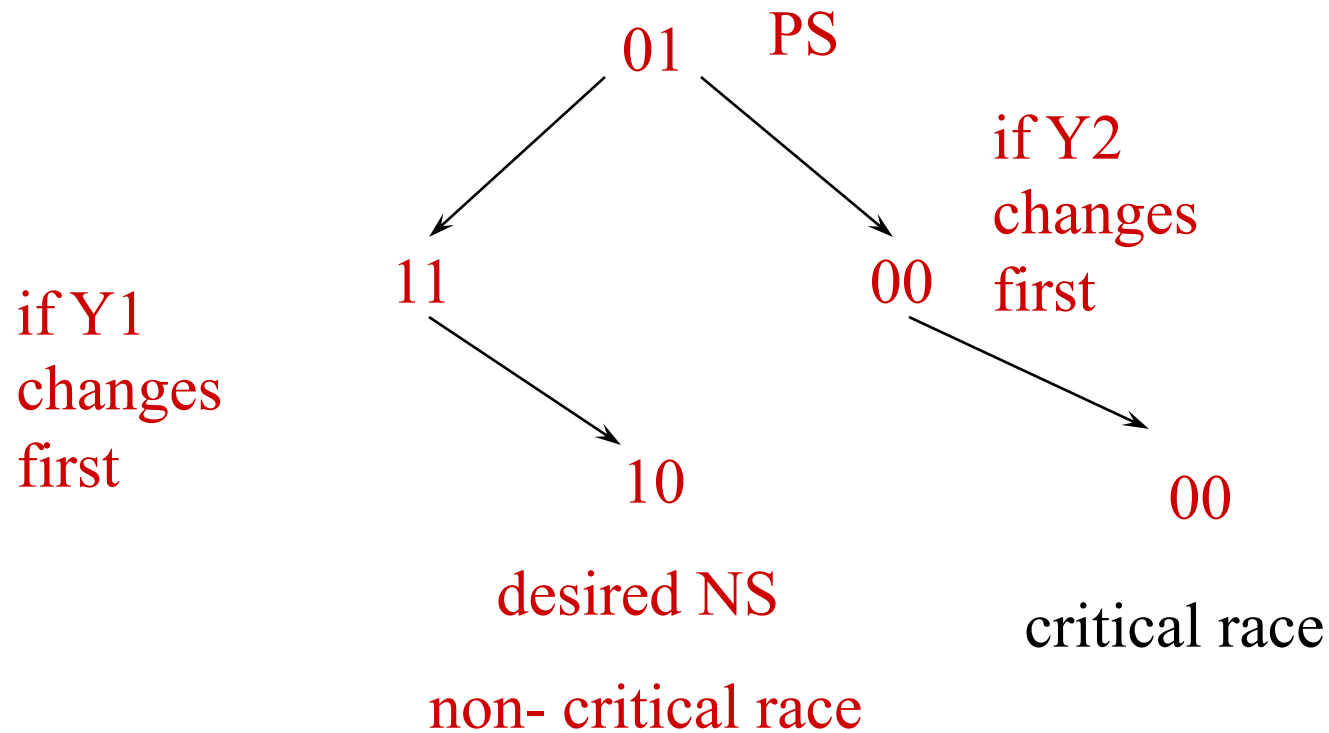 01
PS
if Y2
changes
first
11
00
if Y1
changes
first
10
00
desired NS
critical race
non- critical race